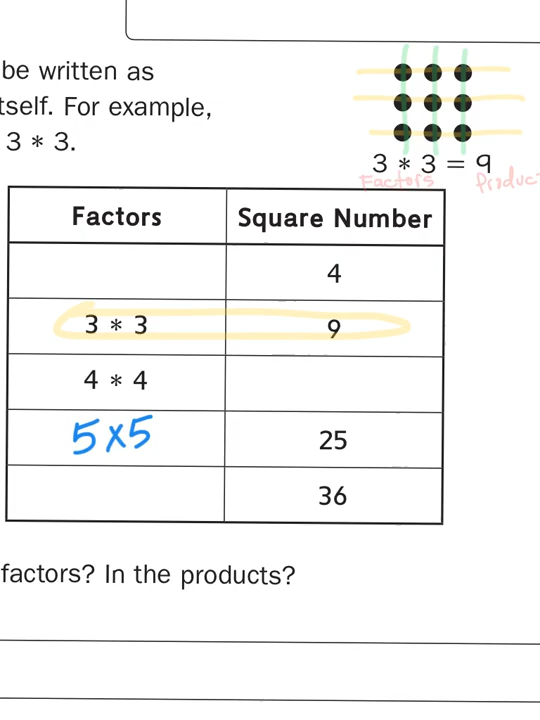 be written as
tself. For example,
3 * 3.
3 * 3 = 9
Factors Produc
Factors Square Number
4
3 * 3 9
4 * 4
5x5 25
36
factors? In the products?